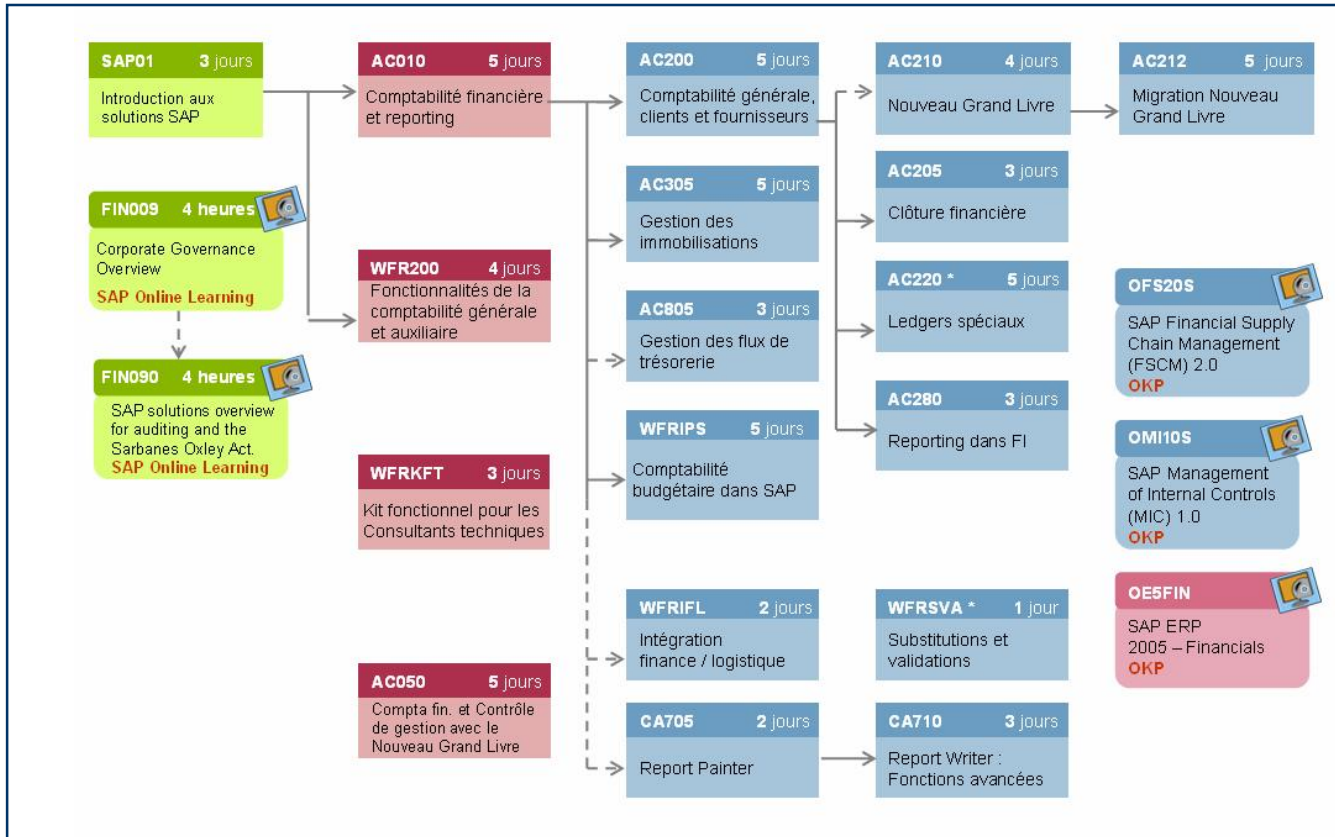 SAP01 3 jours
Introduction aux
solutions SAP
FIN009 4 heures
Corporate Governance
Overview
SAP Online Learning
FIN090 4 heures
SAP solutions overview
for auditing and the
Sarbanes Oxley Act.
SAP Online Learning
AC010 5 jours
Comptabilité financière
et reporting
WFR200 4 jours
Fonctionnalités de la
comptabilité générale
et auxiliaire
WFRKFT 3 jours
Kit fonctionnel pour les
Consultants techniques
AC050 5 jours
Compta fin. et Contrôle
de gestion avec le
Nouveau Grand Livre
AC200 5 jours
Comptabilité générale,
clients et fournisseurs
AC305 5 jours
Gestion des
immobilisations
AC805 3 jours
Gestion des flux de
trésorerie
WFRIPS 5 jours
Comptabilité
budgétaire dans SAP
WFRIFL 2 jours
Intégration
finance / logistique
CA705 2 jours
Report Painter
AC210 4 jours
Nouveau Grand Livre
AC205 3 jours
Clôture financière
AC220 * 5 jours
Ledgers spéciaux
AC280 3 jours
Reporting dans FI
WFRSVA * 1 jour
Substitutions et
validations
CA710 3 jours
Report Writer :
Fonctions avancées
AC212 5 jours
Migration Nouveau
Grand Livre
OFS20S
SAP Financial Supply
Chain Management
(FSCM) 2.0
OKP
OMI10S
SAP Management
of Internal Controls
(MIC) 1.0
OKP
OE5FIN
SAP ERP
2005 – Financials
OKP